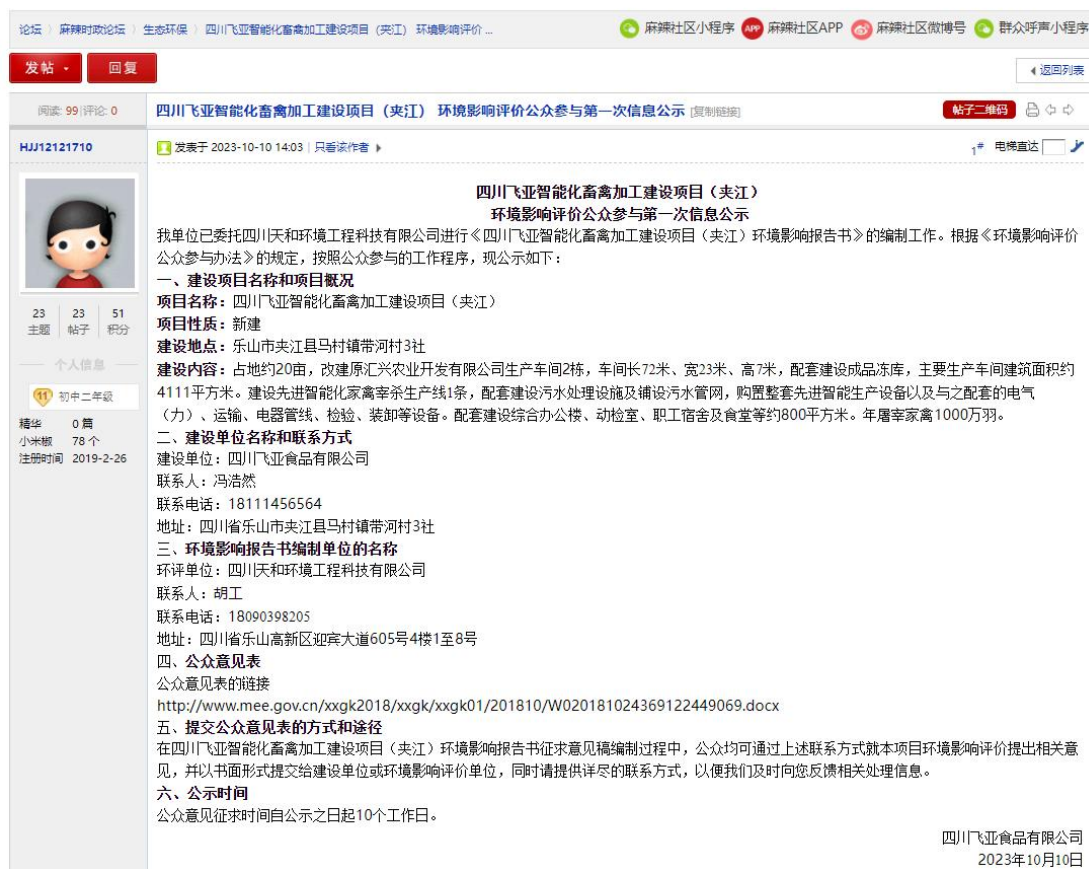 论坛 〉 麻辣时政论坛 〉 生态环保 〉 四川飞亚智能化畜禽加工建设项目（夹江） 环境影响评价 ...
麻辣社区小程序 APP 麻辣社区APP 麻辣社区微博号 群众呼声小程序
发帖
回复
返回列表
阅读: 99|评论: 0
四川飞亚智能化畜禽加工建设项目（夹江） 环境影响评价公众参与第一次信息公示 [复制链接]
帖子二维码
HJJ12121710
发表于 2023-10-10 14:03 | 只看该作者
1# 电梯直达
23 23 51
主题 帖子 积分
个人信息
11 初中二年级
精华 0 篇
小米椒 78 个
注册时间 2019-2-26
四川飞亚智能化畜禽加工建设项目（夹江）
环境影响评价公众参与第一次信息公示
我单位已委托四川天和环境工程科技有限公司进行《四川飞亚智能化畜禽加工建设项目（夹江）环境影响报告书》的编制工作。根据《环境影响评价
公众参与办法》的规定，按照公众参与的工作程序，现公示如下：
一、建设项目名称和项目概况
项目名称：四川飞亚智能化畜禽加工建设项目（夹江）
项目性质：新建
建设地点：乐山市夹江县马村镇带河村3社
建设内容：占地约20亩，改建原汇兴农业开发有限公司生产车间2栋，车间长72米、宽23米、高7米，配套建设成品冻库，主要生产车间建筑面积约
4111平方米。建设先进智能化家禽宰杀生产线1条，配套建设污水处理设施及铺设污水管网，购置整套先进智能生产设备以及与之配套的电气
（力）、运输、电器管线、检验、装卸等设备。配套建设综合办公楼、动检室、职工宿舍及食堂等约800平方米。年屠宰家禽1000万羽。
二、建设单位名称和联系方式
建设单位：四川飞亚食品有限公司
联系人：冯浩然
联系电话：18111456564
地址：四川省乐山市夹江县马村镇带河村3社
三、环境影响报告书编制单位的名称
环评单位：四川天和环境工程科技有限公司
联系人：胡工
联系电话：18090398205
地址：四川省乐山高新区迎宾大道605号4楼1至8号
四、公众意见表
公众意见表的链接
http://www.mee.gov.cn/xxgk2018/xxgk/xxgk01/201810/W020181024369122449069.docx
五、提交公众意见表的方式和途径
在四川飞亚智能化畜禽加工建设项目（夹江）环境影响报告书征求意见稿编制过程中，公众均可通过上述联系方式就本项目环境影响评价提出相关意
见，并以书面形式提交给建设单位或环境影响评价单位，同时请提供详尽的联系方式，以便我们及时向您反馈相关处理信息。
六、公示时间
公众意见征求时间自公示之日起10个工作日。
四川飞亚食品有限公司
2023年10月10日